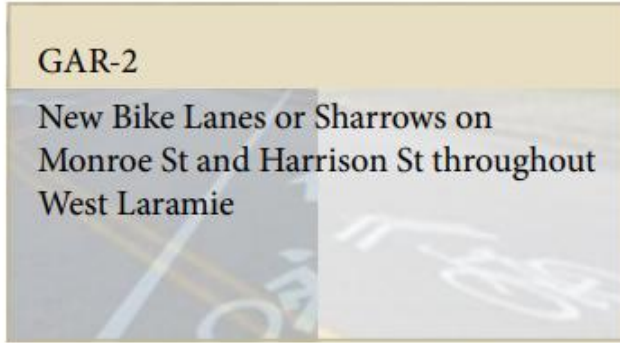 GAR-2
New Bike Lanes or Sharrows on
Monroe St and Harrison St throughout
West Laramie